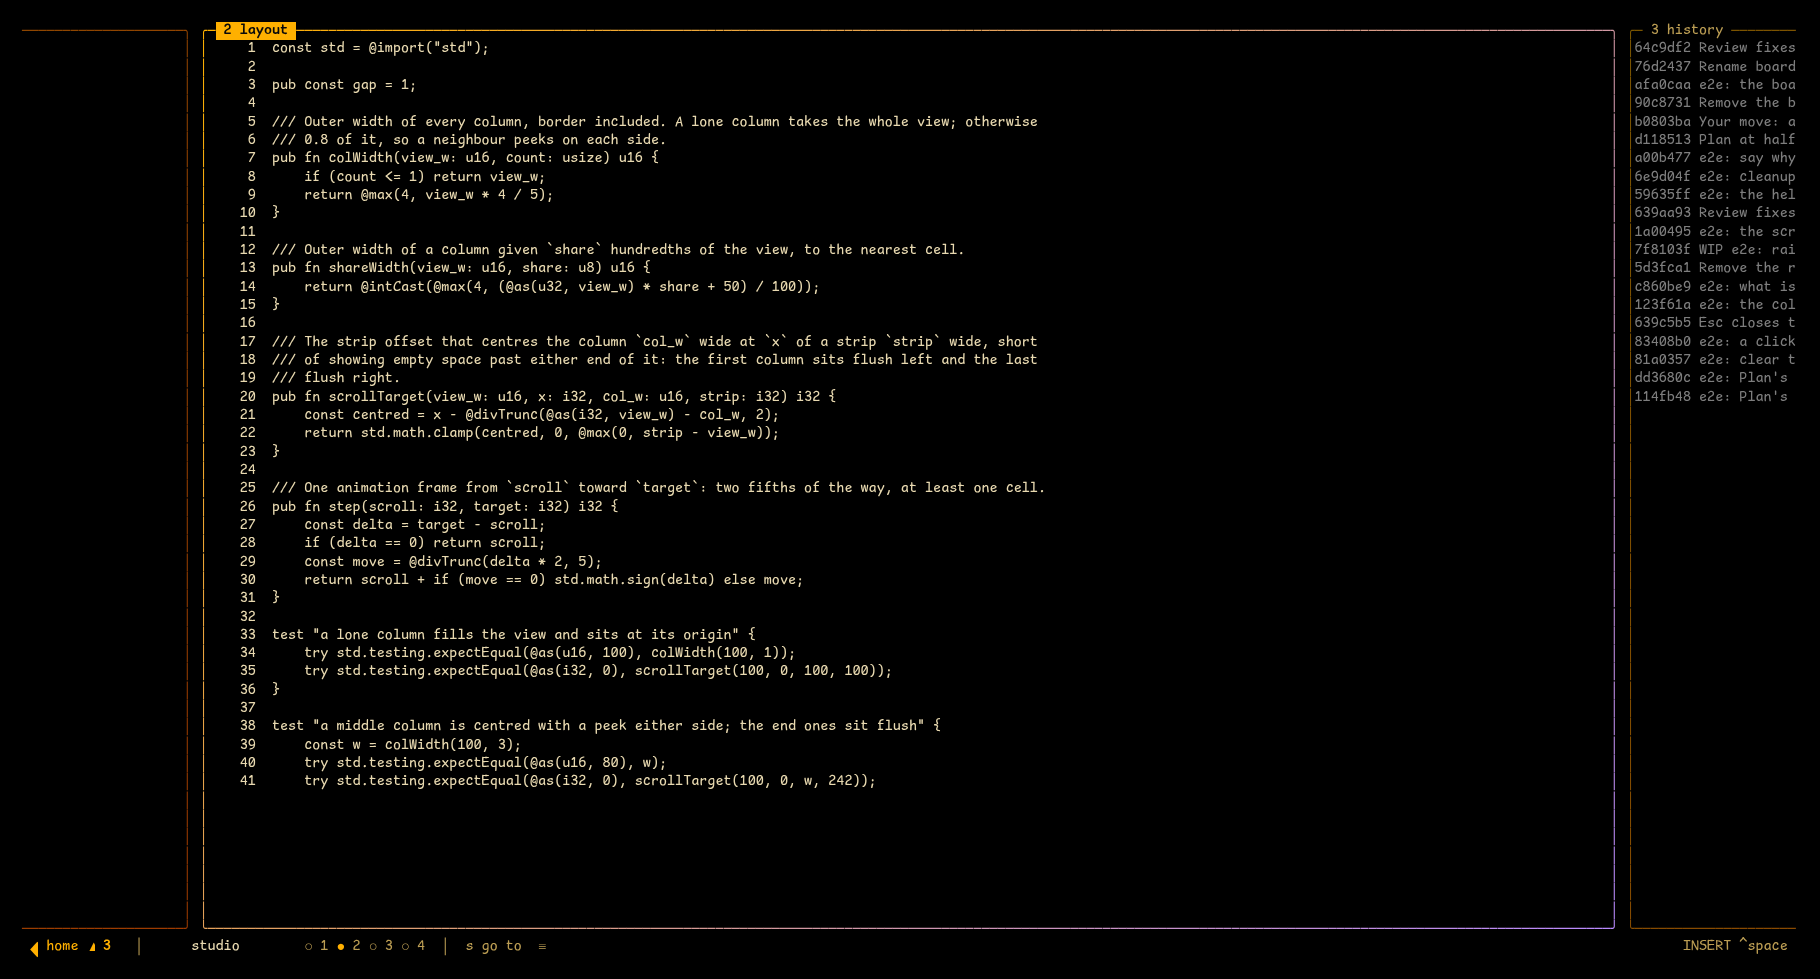 2 layout
1 const std = @import("std");
2
3 pub const gap = 1;
4
5 /// Outer width of every column, border included. A lone column takes the whole view; otherwise
6 /// 0.8 of it, so a neighbour peeks on each side.
7 pub fn colWidth(view_w: u16, count: usize) u16 {
8     if (count <= 1) return view_w;
9     return @max(4, view_w * 4 / 5);
10 }
11
12 /// Outer width of a column given `share` hundredths of the view, to the nearest cell.
13 pub fn shareWidth(view_w: u16, share: u8) u16 {
14     return @intCast(@max(4, (@as(u32, view_w) * share + 50) / 100));
15 }
16
17 /// The strip offset that centres the column `col_w` wide at `x` of a strip `strip` wide, short
18 /// of showing empty space past either end of it: the first column sits flush left and the last
19 /// flush right.
20 pub fn scrollTarget(view_w: u16, x: i32, col_w: u16, strip: i32) i32 {
21     const centred = x - @divTrunc(@as(i32, view_w) - col_w, 2);
22     return std.math.clamp(centred, 0, @max(0, strip - view_w));
23 }
24
25 /// One animation frame from `scroll` toward `target`: two fifths of the way, at least one cell.
26 pub fn step(scroll: i32, target: i32) i32 {
27     const delta = target - scroll;
28     if (delta == 0) return scroll;
29     const move = @divTrunc(delta * 2, 5);
30     return scroll + if (move == 0) std.math.sign(delta) else move;
31 }
32
33 test "a lone column fills the view and sits at its origin" {
34     try std.testing.expectEqual(@as(u16, 100), colWidth(100, 1));
35     try std.testing.expectEqual(@as(i32, 0), scrollTarget(100, 0, 100, 100));
36 }
37
38 test "a middle column is centred with a peek either side; the end ones sit flush" {
39     const w = colWidth(100, 3);
40     try std.testing.expectEqual(@as(u16, 80), w);
41     try std.testing.expectEqual(@as(i32, 0), scrollTarget(100, 0, w, 242));
3 history
64c9df2 Review fixes
76d2437 Rename board
afa0caa e2e: the boa
90c8731 Remove the b
b0803ba Your move: a
d118513 Plan at half
a00b477 e2e: say why
6e9d04f e2e: cleanup
59635ff e2e: the hel
639aa93 Review fixes
1a00495 e2e: the scr
7f8103f WIP e2e: rai
5d3fca1 Remove the r
c860be9 e2e: what is
123f61a e2e: the col
639c5b5 Esc closes t
83408b0 e2e: a click
81a0357 e2e: clear t
dd3680c e2e: Plan's
114fb48 e2e: Plan's
◀ home ◢ 3 │ studio ○ 1 ● 2 ○ 3 ○ 4 │ s go to ≡ INSERT ^space